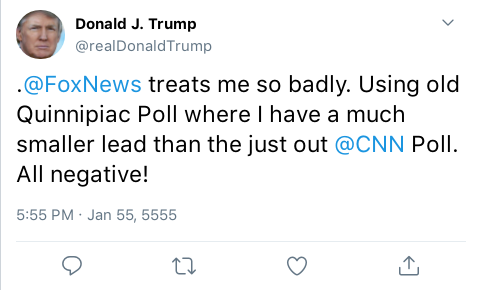 Donald J. Trump
@realDonaldTrump
.@FoxNews treats me so badly. Using old
Quinnipiac Poll where I have a much
smaller lead than the just out @CNN Poll.
All negative!
5:55 PM · Jan 55, 5555